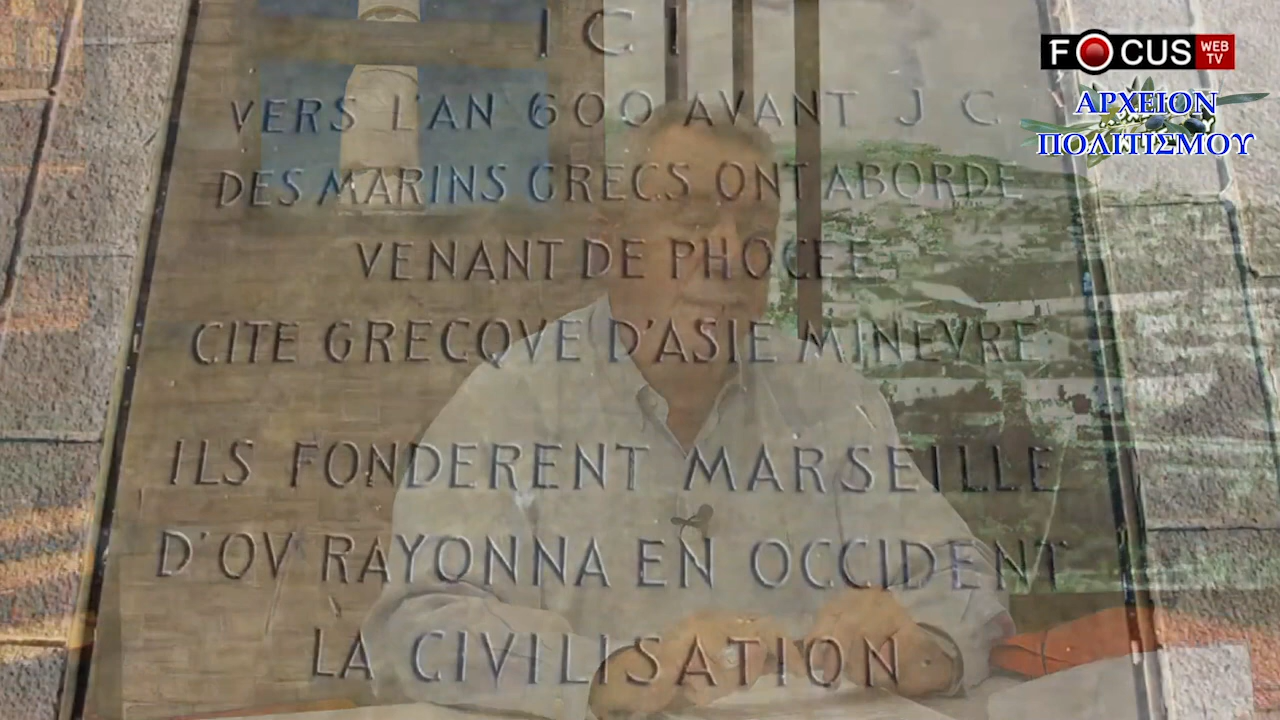 FOCUS WEB TV
ΑΡΧΕΙΟΝ
ΠΟΛΙΤΙΣΜΟΥ
ICI
VERS L'AN 600 AVANT J C
DES MARINS GRECS ONT ABORDE
VENANT DE PHOCEE
CITE GRECQVE D'ASIE MINEVRE
ILS FONDERENT MARSEILLE
D'OV RAYONNA EN OCCIDENT
LA CIVILISATION